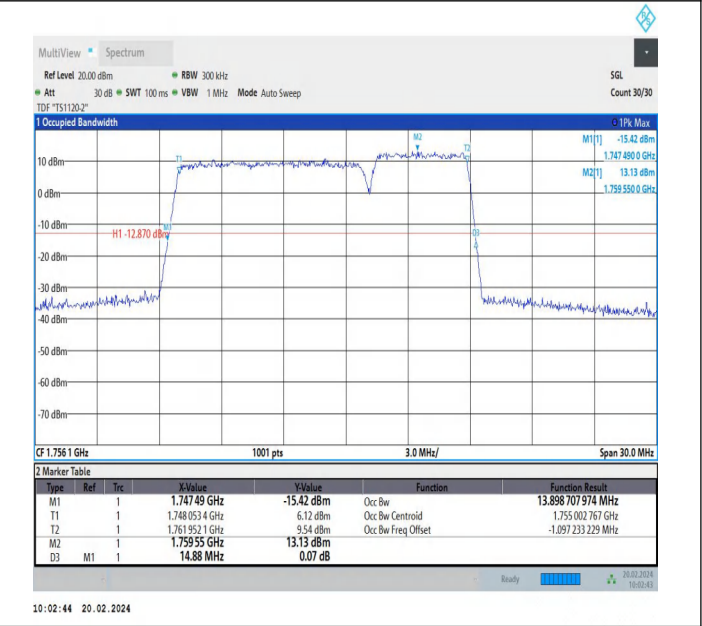 MultiView Spectrum
Ref Level 20.00 dBm RBW 300 kHz SGL
Att 30 dB SWT 100 ms VBW 1 MHz Mode Auto Sweep Count 30/30
TDF "TS1120-2"
1 Occupied Bandwidth 1Pk Max
M1[1] -15.42 dBm
1.747 490 0 GHz
M2[1] 13.13 dBm
1.759 550 0 GHz
M2
T1
T2
10 dBm
0 dBm
-10 dBm
H1 -12.870 dBm
M1
D3
-20 dBm
-30 dBm
-40 dBm
-50 dBm
-60 dBm
-70 dBm
CF 1.756 1 GHz 1001 pts 3.0 MHz/ Span 30.0 MHz
2 Marker Table
Type Ref Trc X-Value Y-Value Function Function Result
M1 1 1.747 49 GHz -15.42 dBm Occ Bw 13.898 707 974 MHz
T1 1 1.748 053 4 GHz 6.12 dBm Occ Bw Centroid 1.755 002 767 GHz
T2 1 1.761 952 1 GHz 9.54 dBm Occ Bw Freq Offset -1.097 233 229 MHz
M2 1 1.759 55 GHz 13.13 dBm
D3 M1 1 14.88 MHz 0.07 dB
Ready 20.02.2024
10:02:43
10:02:44 20.02.2024